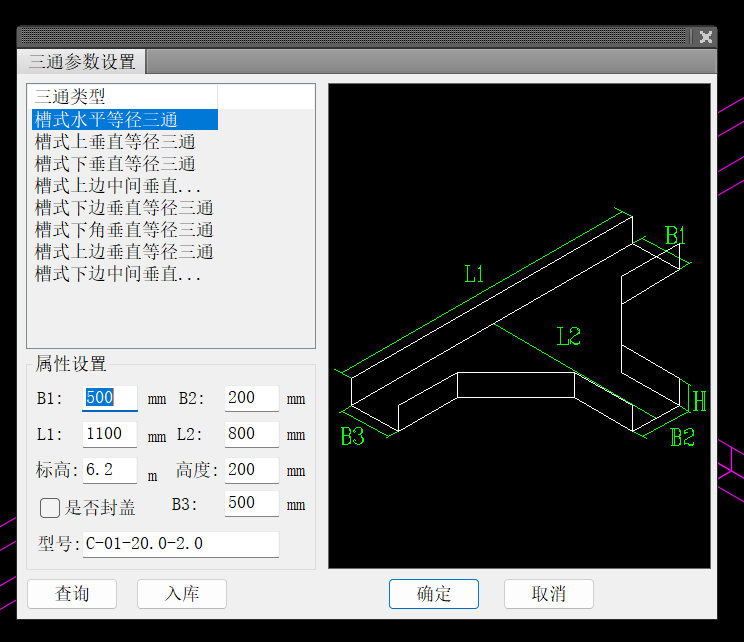 三通参数设置
三通类型
槽式水平等径三通
槽式上垂直等径三通
槽式下垂直等径三通
槽式上边中间垂直...
槽式下边垂直等径三通
槽式下角垂直等径三通
槽式上边垂直等径三通
槽式下边中间垂直...
属性设置
B1: 500 mm B2: 200 mm
L1: 1100 mm L2: 800 mm
标高: 6.2 m 高度: 200 mm
是否封盖 B3: 500 mm
型号: C-01-20.0-2.0
查询 入库 确定 取消
B1
L1
L2
H
B3
B2